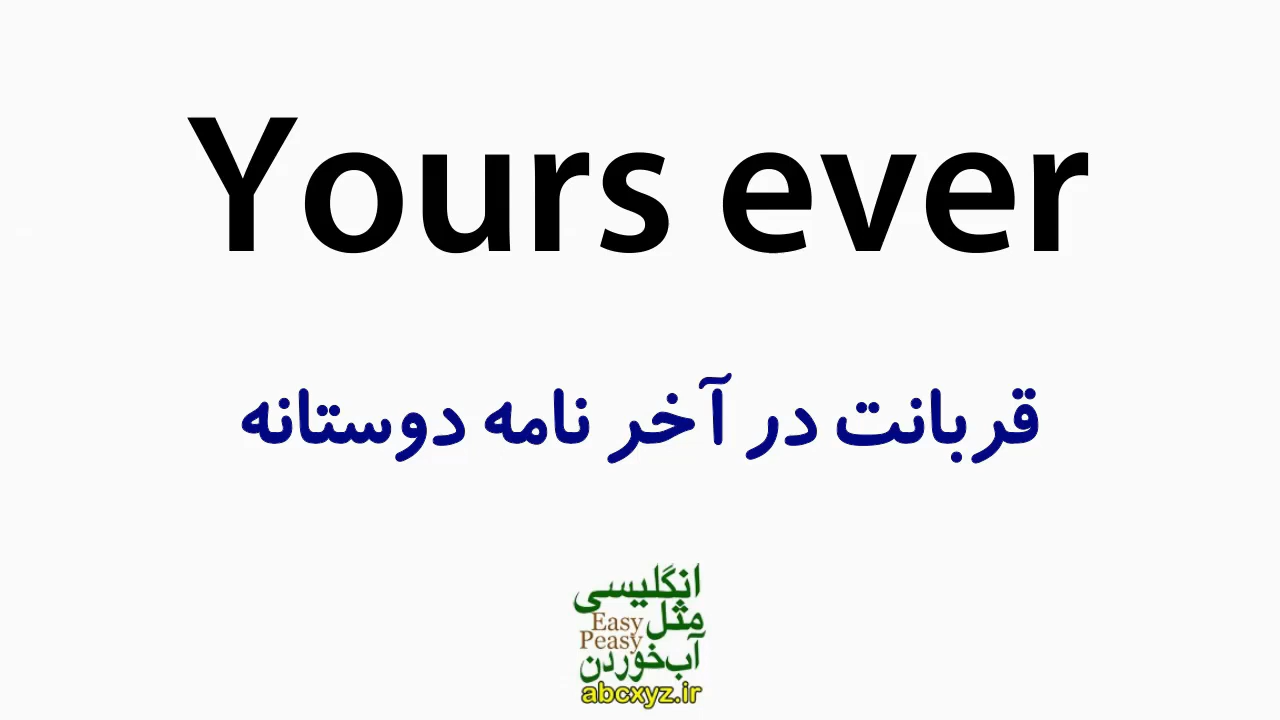 Yours ever
قربانت در آخر نامه دوستانه
انگلیسی
مثل Easy
Peasy
آب‌خوردن
abcxyz.ir